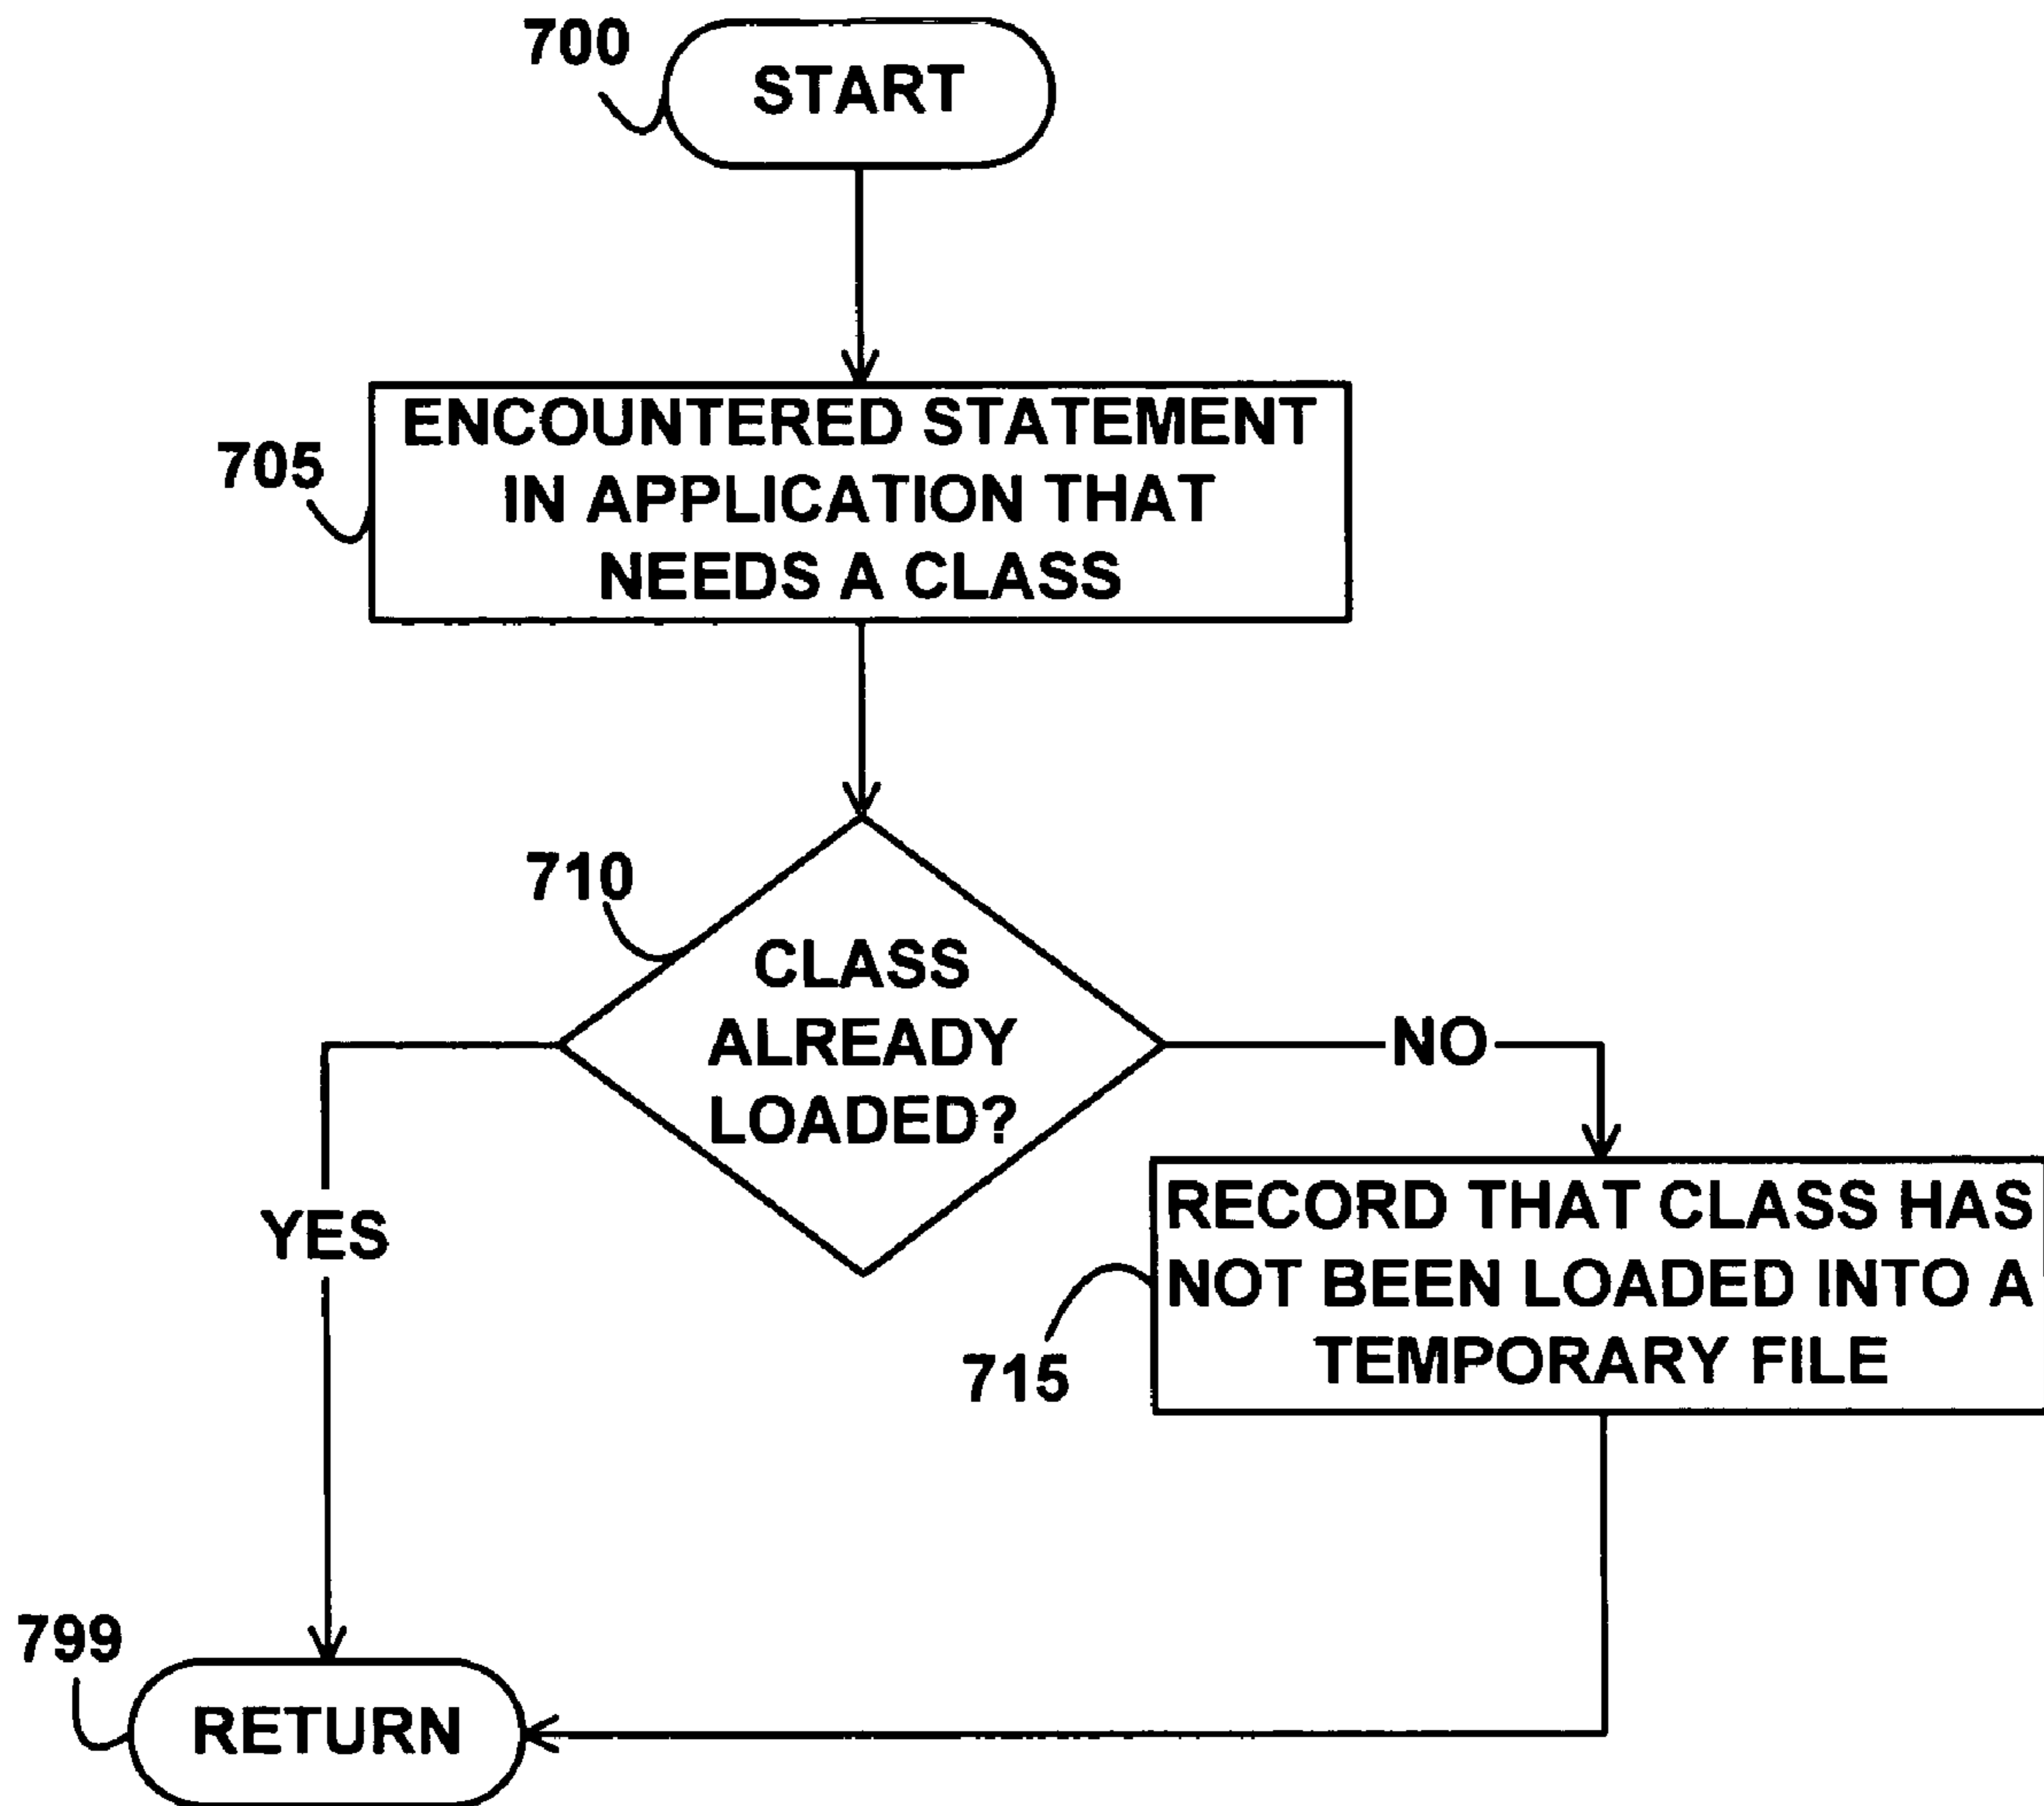 700
START
705
ENCOUNTERED STATEMENT
IN APPLICATION THAT
NEEDS A CLASS
710
CLASS
ALREADY
LOADED?
NO
YES
RECORD THAT CLASS HAS
NOT BEEN LOADED INTO A
TEMPORARY FILE
715
799
RETURN